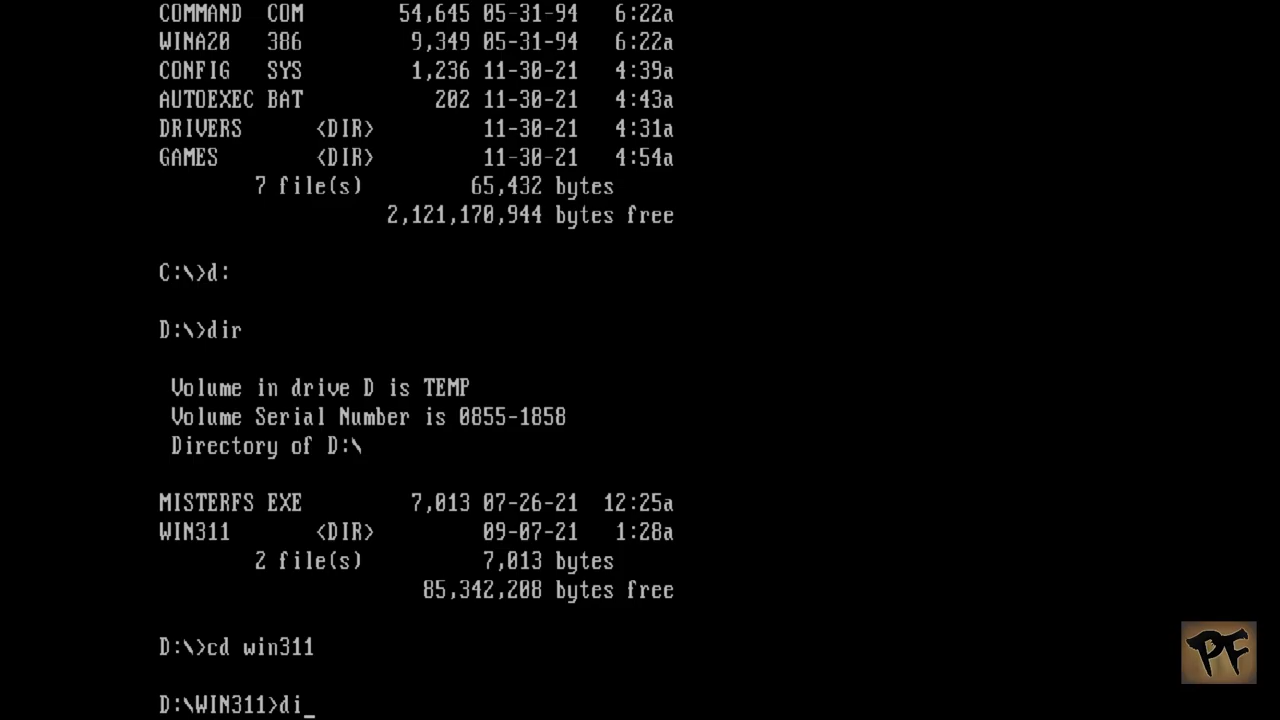 COMMAND  COM        54,645 05-31-94   6:22a
WINA20   386         9,349 05-31-94   6:22a
CONFIG   SYS         1,236 11-30-21   4:39a
AUTOEXEC BAT           202 11-30-21   4:43a
DRIVERS      <DIR>         11-30-21   4:31a
GAMES        <DIR>         11-30-21   4:54a
        7 file(s)         65,432 bytes
                   2,121,170,944 bytes free
C:\>d:
D:\>dir
 Volume in drive D is TEMP
 Volume Serial Number is 0855-1858
 Directory of D:\
MISTERFS EXE         7,013 07-26-21  12:25a
WIN311       <DIR>         09-07-21   1:28a
        2 file(s)          7,013 bytes
                      85,342,208 bytes free
D:\>cd win311
D:\WIN311>di_
PF